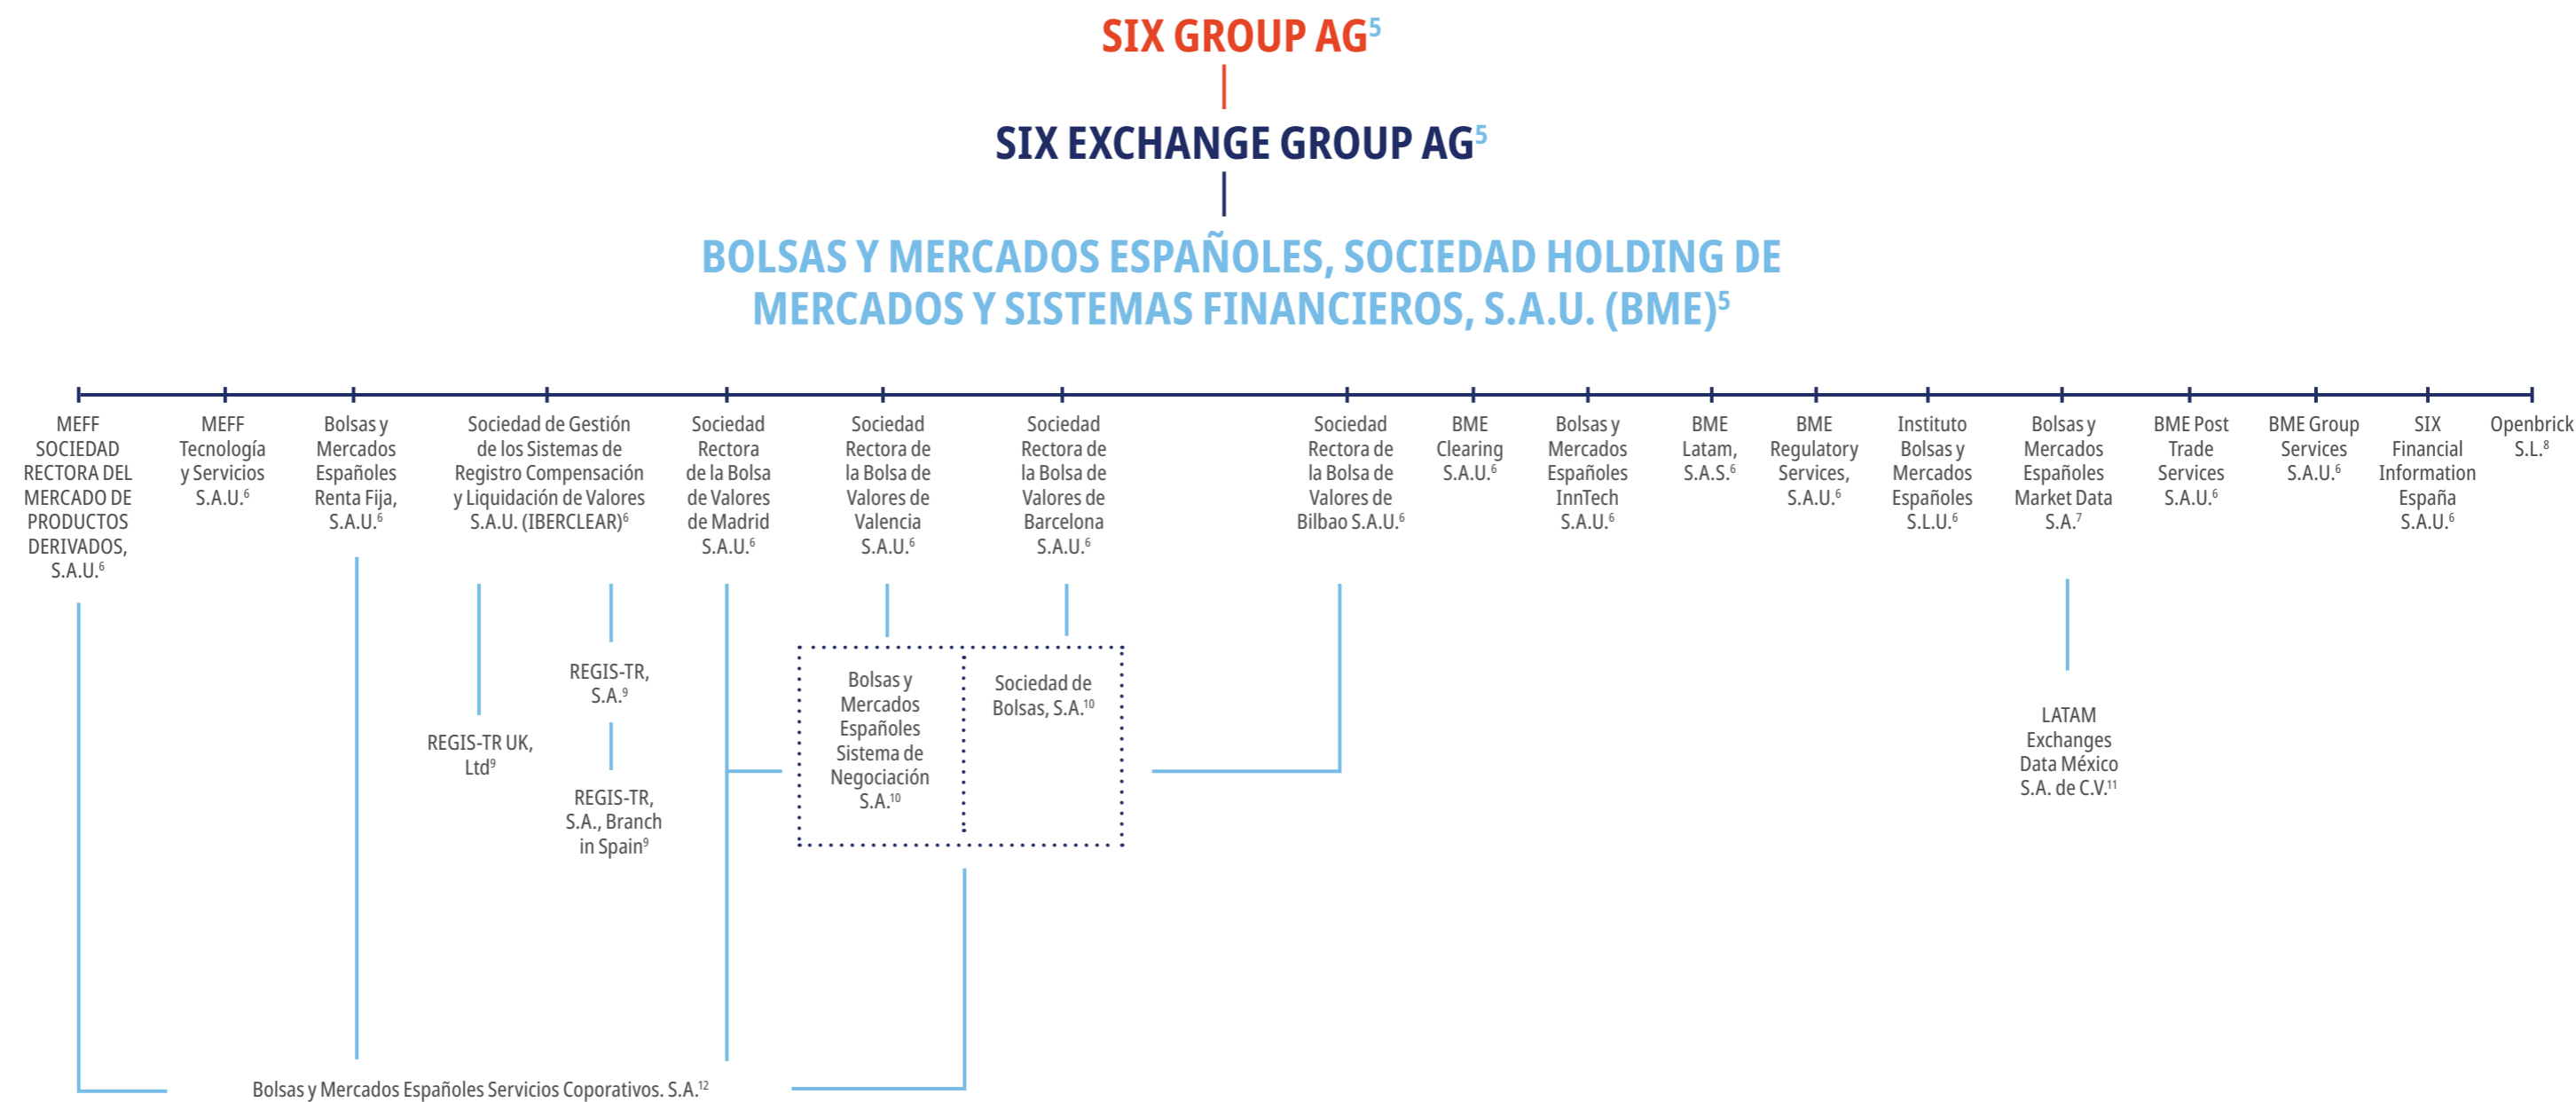 SIX GROUP AG5
SIX EXCHANGE GROUP AG5
BOLSAS Y MERCADOS ESPAÑOLES, SOCIEDAD HOLDING DE
MERCADOS Y SISTEMAS FINANCIEROS, S.A.U. (BME)5
MEFF
SOCIEDAD
RECTORA DEL
MERCADO DE
PRODUCTOS
DERIVADOS,
S.A.U.6
MEFF
Tecnología
y Servicios
S.A.U.6
Bolsas y
Mercados
Españoles
Renta Fija,
S.A.U.6
Sociedad de Gestión
de los Sistemas de
Registro Compensación
y Liquidación de Valores
S.A.U. (IBERCLEAR)6
Sociedad
Rectora
de la Bolsa
de Valores
de Madrid
S.A.U.6
Sociedad
Rectora de
la Bolsa de
Valores de
Valencia
S.A.U.6
Sociedad
Rectora de
la Bolsa de
Valores de
Barcelona
S.A.U.6
Sociedad
Rectora de
la Bolsa de
Valores de
Bilbao S.A.U.6
BME
Clearing
S.A.U.6
Bolsas y
Mercados
Españoles
InnTech
S.A.U.6
BME
Latam,
S.A.S.6
BME
Regulatory
Services,
S.A.U.6
Instituto
Bolsas y
Mercados
Españoles
S.L.U.6
Bolsas y
Mercados
Españoles
Market Data
S.A.7
BME Post
Trade
Services
S.A.U.6
BME Group
Services
S.A.U.6
SIX
Financial
Information
España
S.A.U.6
Openbrick
S.L.8
REGIS-TR UK,
Ltd9
REGIS-TR,
S.A.9
REGIS-TR,
S.A., Branch
in Spain9
Bolsas y
Mercados
Españoles
Sistema de
Negociación
S.A.10
Sociedad de
Bolsas, S.A.10
LATAM
Exchanges
Data México
S.A. de C.V.11
Bolsas y Mercados Españoles Servicios Coporativos. S.A.12